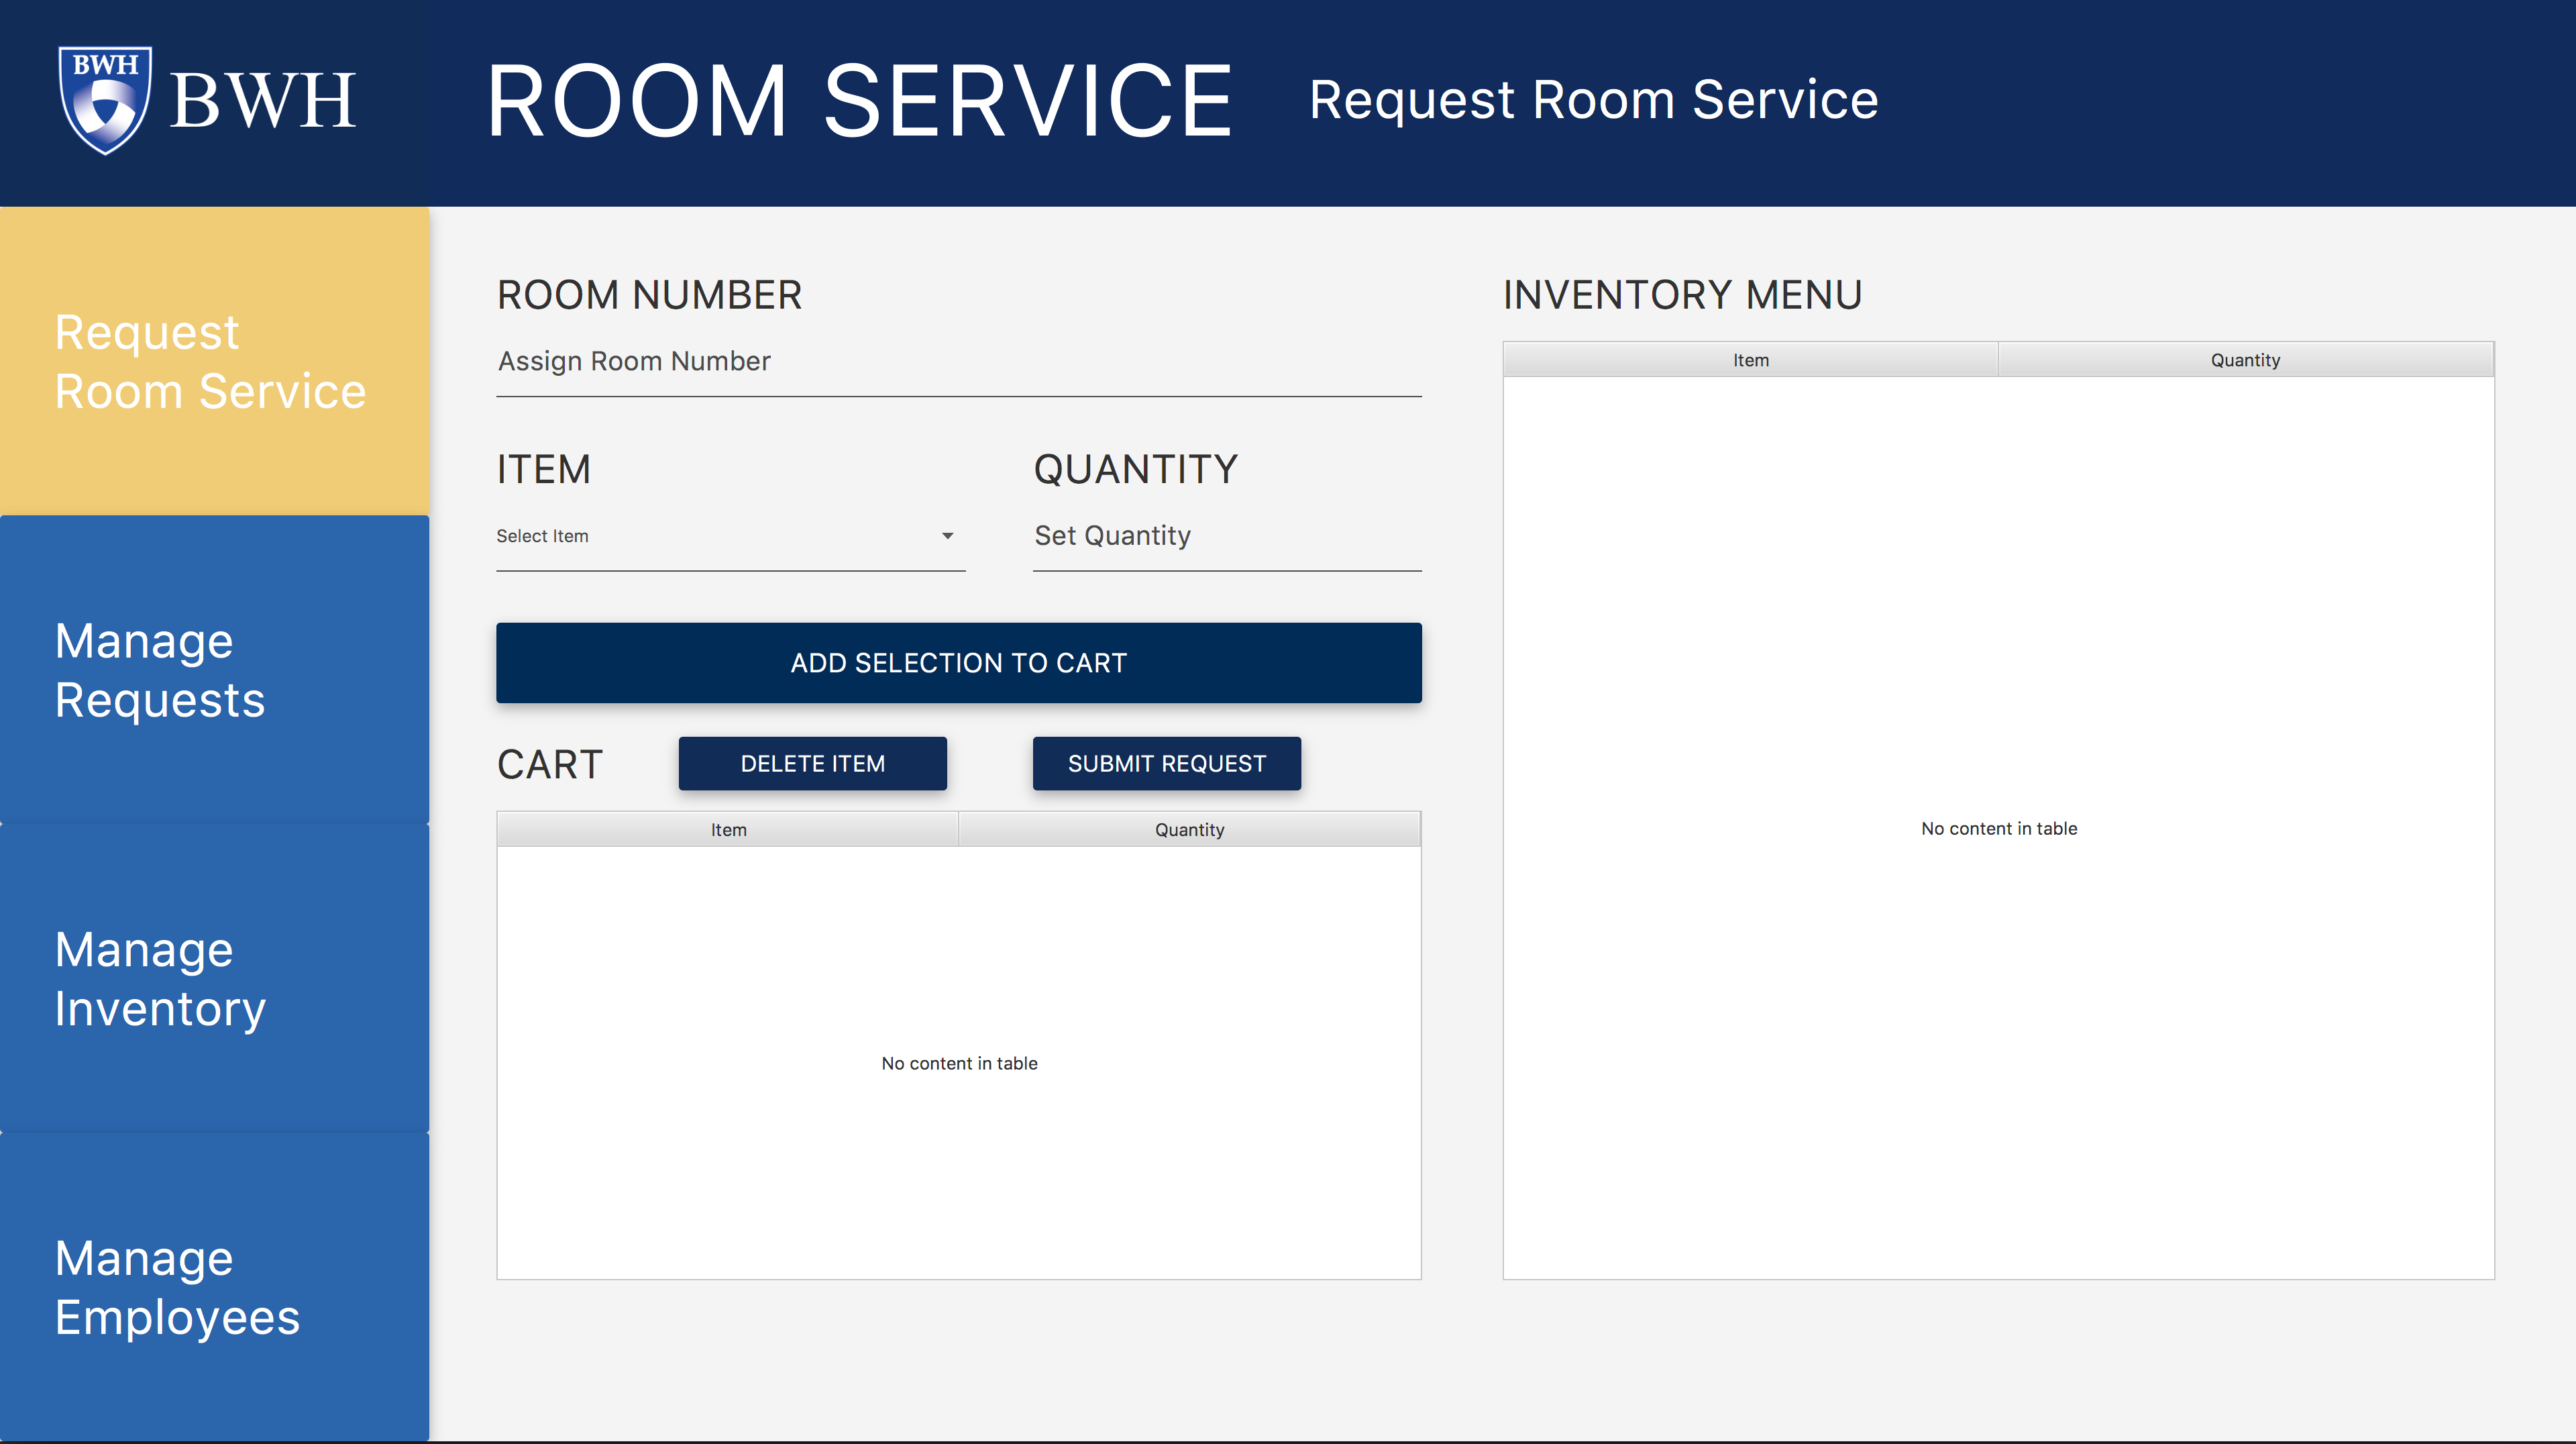 BWH
BWH
ROOM SERVICE
Request Room Service
Request
Room Service
Manage
Requests
Manage
Inventory
Manage
Employees
ROOM NUMBER
Assign Room Number
ITEM
QUANTITY
Select Item
Set Quantity
ADD SELECTION TO CART
CART
DELETE ITEM
SUBMIT REQUEST
Item
Quantity
No content in table
INVENTORY MENU
Item
Quantity
No content in table